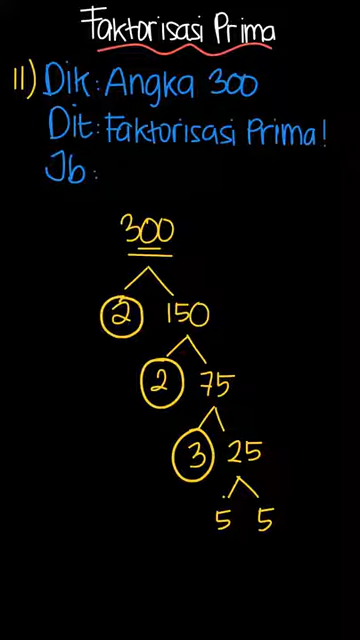 Faktorisasi Prima
11) Dik: Angka 300
Dit: Faktorisasi Prima!
Jb:
300
2 150
2 75
3 25
5 5